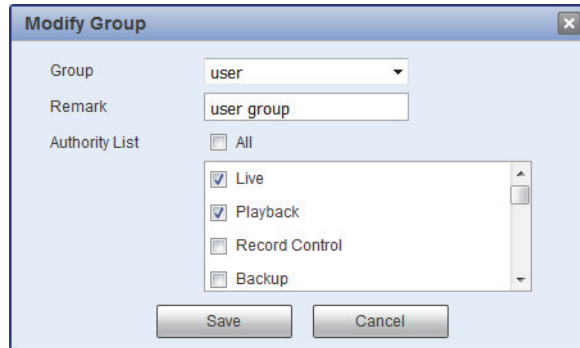 Modify Group
Group user
Remark user group
Authority List All
Live
Playback
Record Control
Backup
Save Cancel